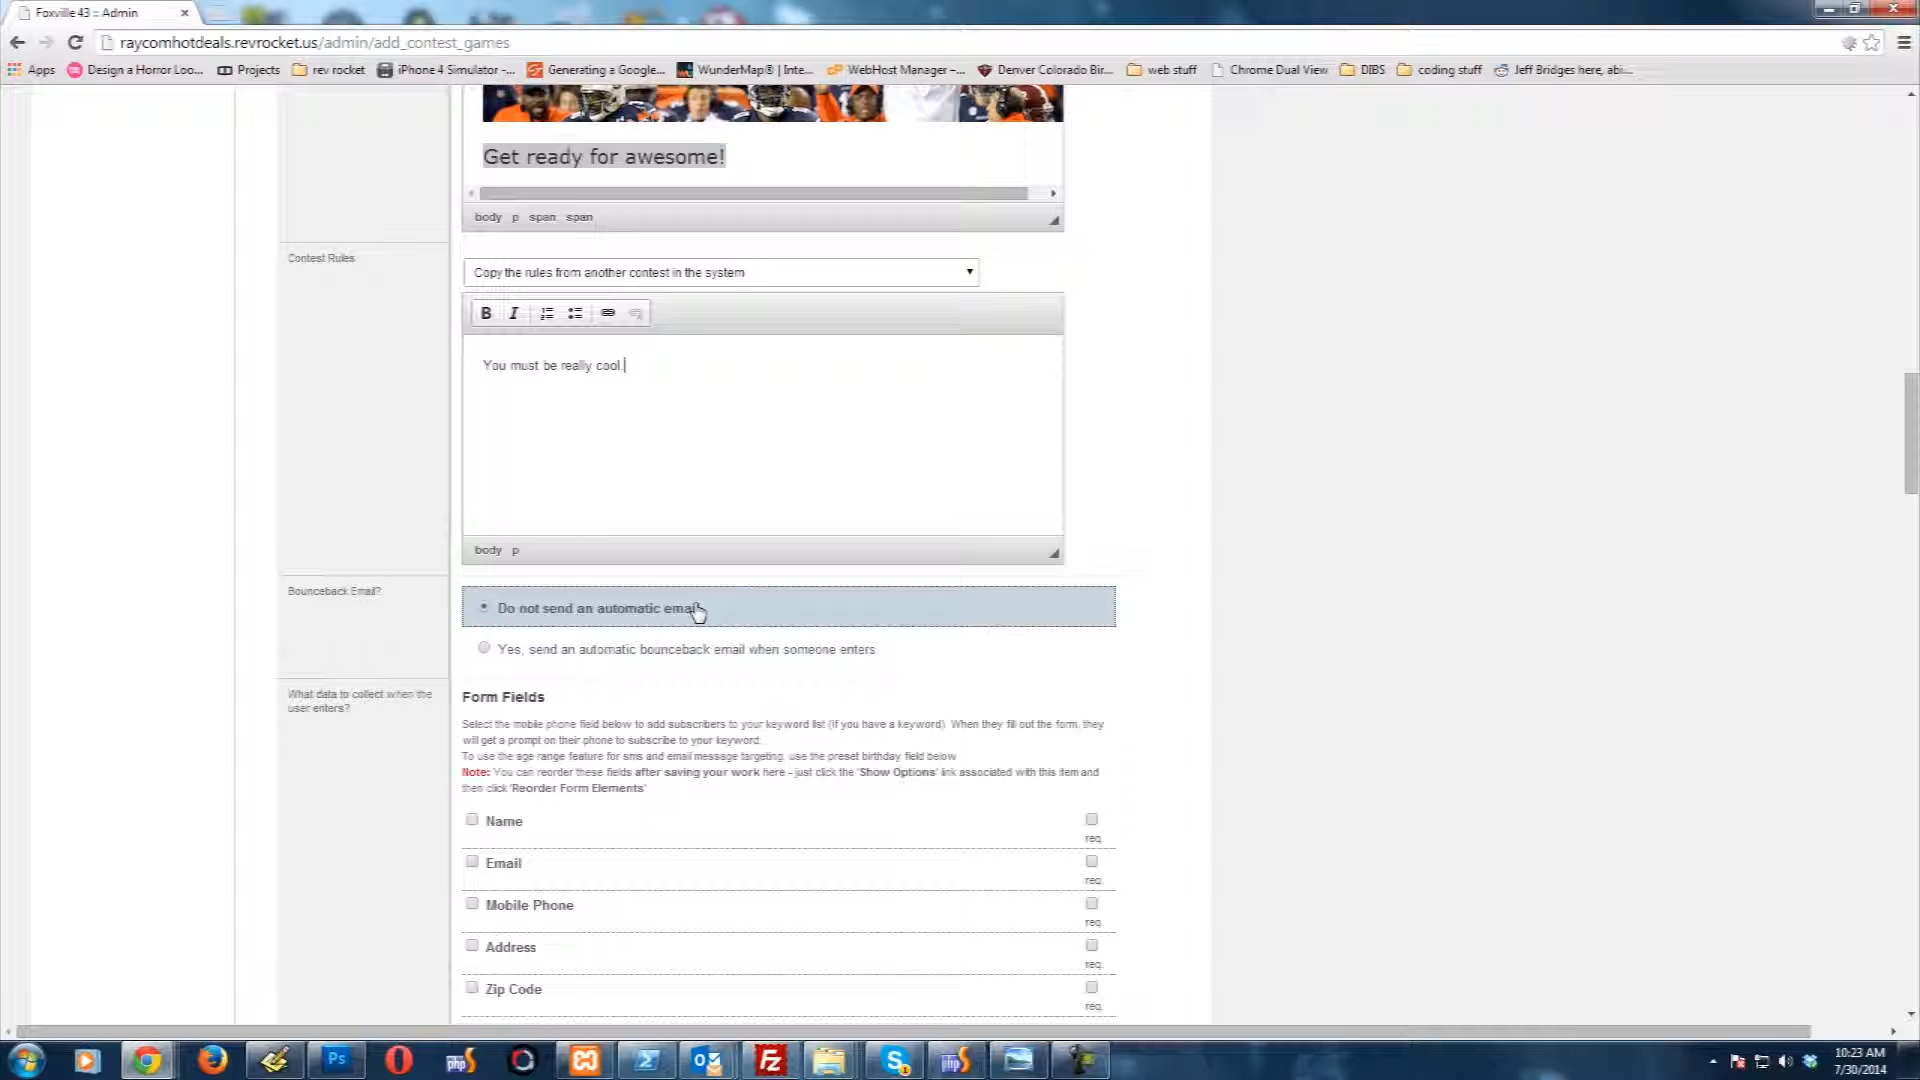 Foxville 43 :: Admin
raycomhotdeals.revrocket.us/admin/add_contest_games
Apps Design a Horror Loo... Projects rev rocket iPhone 4 Simulator -... Generating a Google... WunderMap® | Inte... WebHost Manager –... Denver Colorado Bir... web stuff Chrome Dual View DIBS coding stuff Jeff Bridges here, abi...
Get ready for awesome!
body p span span
Contest Rules
Copy the rules from another contest in the system
B I
You must be really cool.
body p
Bounceback Email?
Do not send an automatic email
Yes, send an automatic bounceback email when someone enters
What data to collect when the
user enters?
Form Fields
Select the mobile phone field below to add subscribers to your keyword list (if you have a keyword). When they fill out the form, they
will get a prompt on their phone to subscribe to your keyword.
To use the age range feature for sms and email message targeting, use the preset birthday field below
Note: You can reorder these fields after saving your work here - just click the 'Show Options' link associated with this item and
then click 'Reorder Form Elements'
Name
req.
Email
req.
Mobile Phone
req.
Address
req.
Zip Code
req.
10:23 AM
7/30/2014